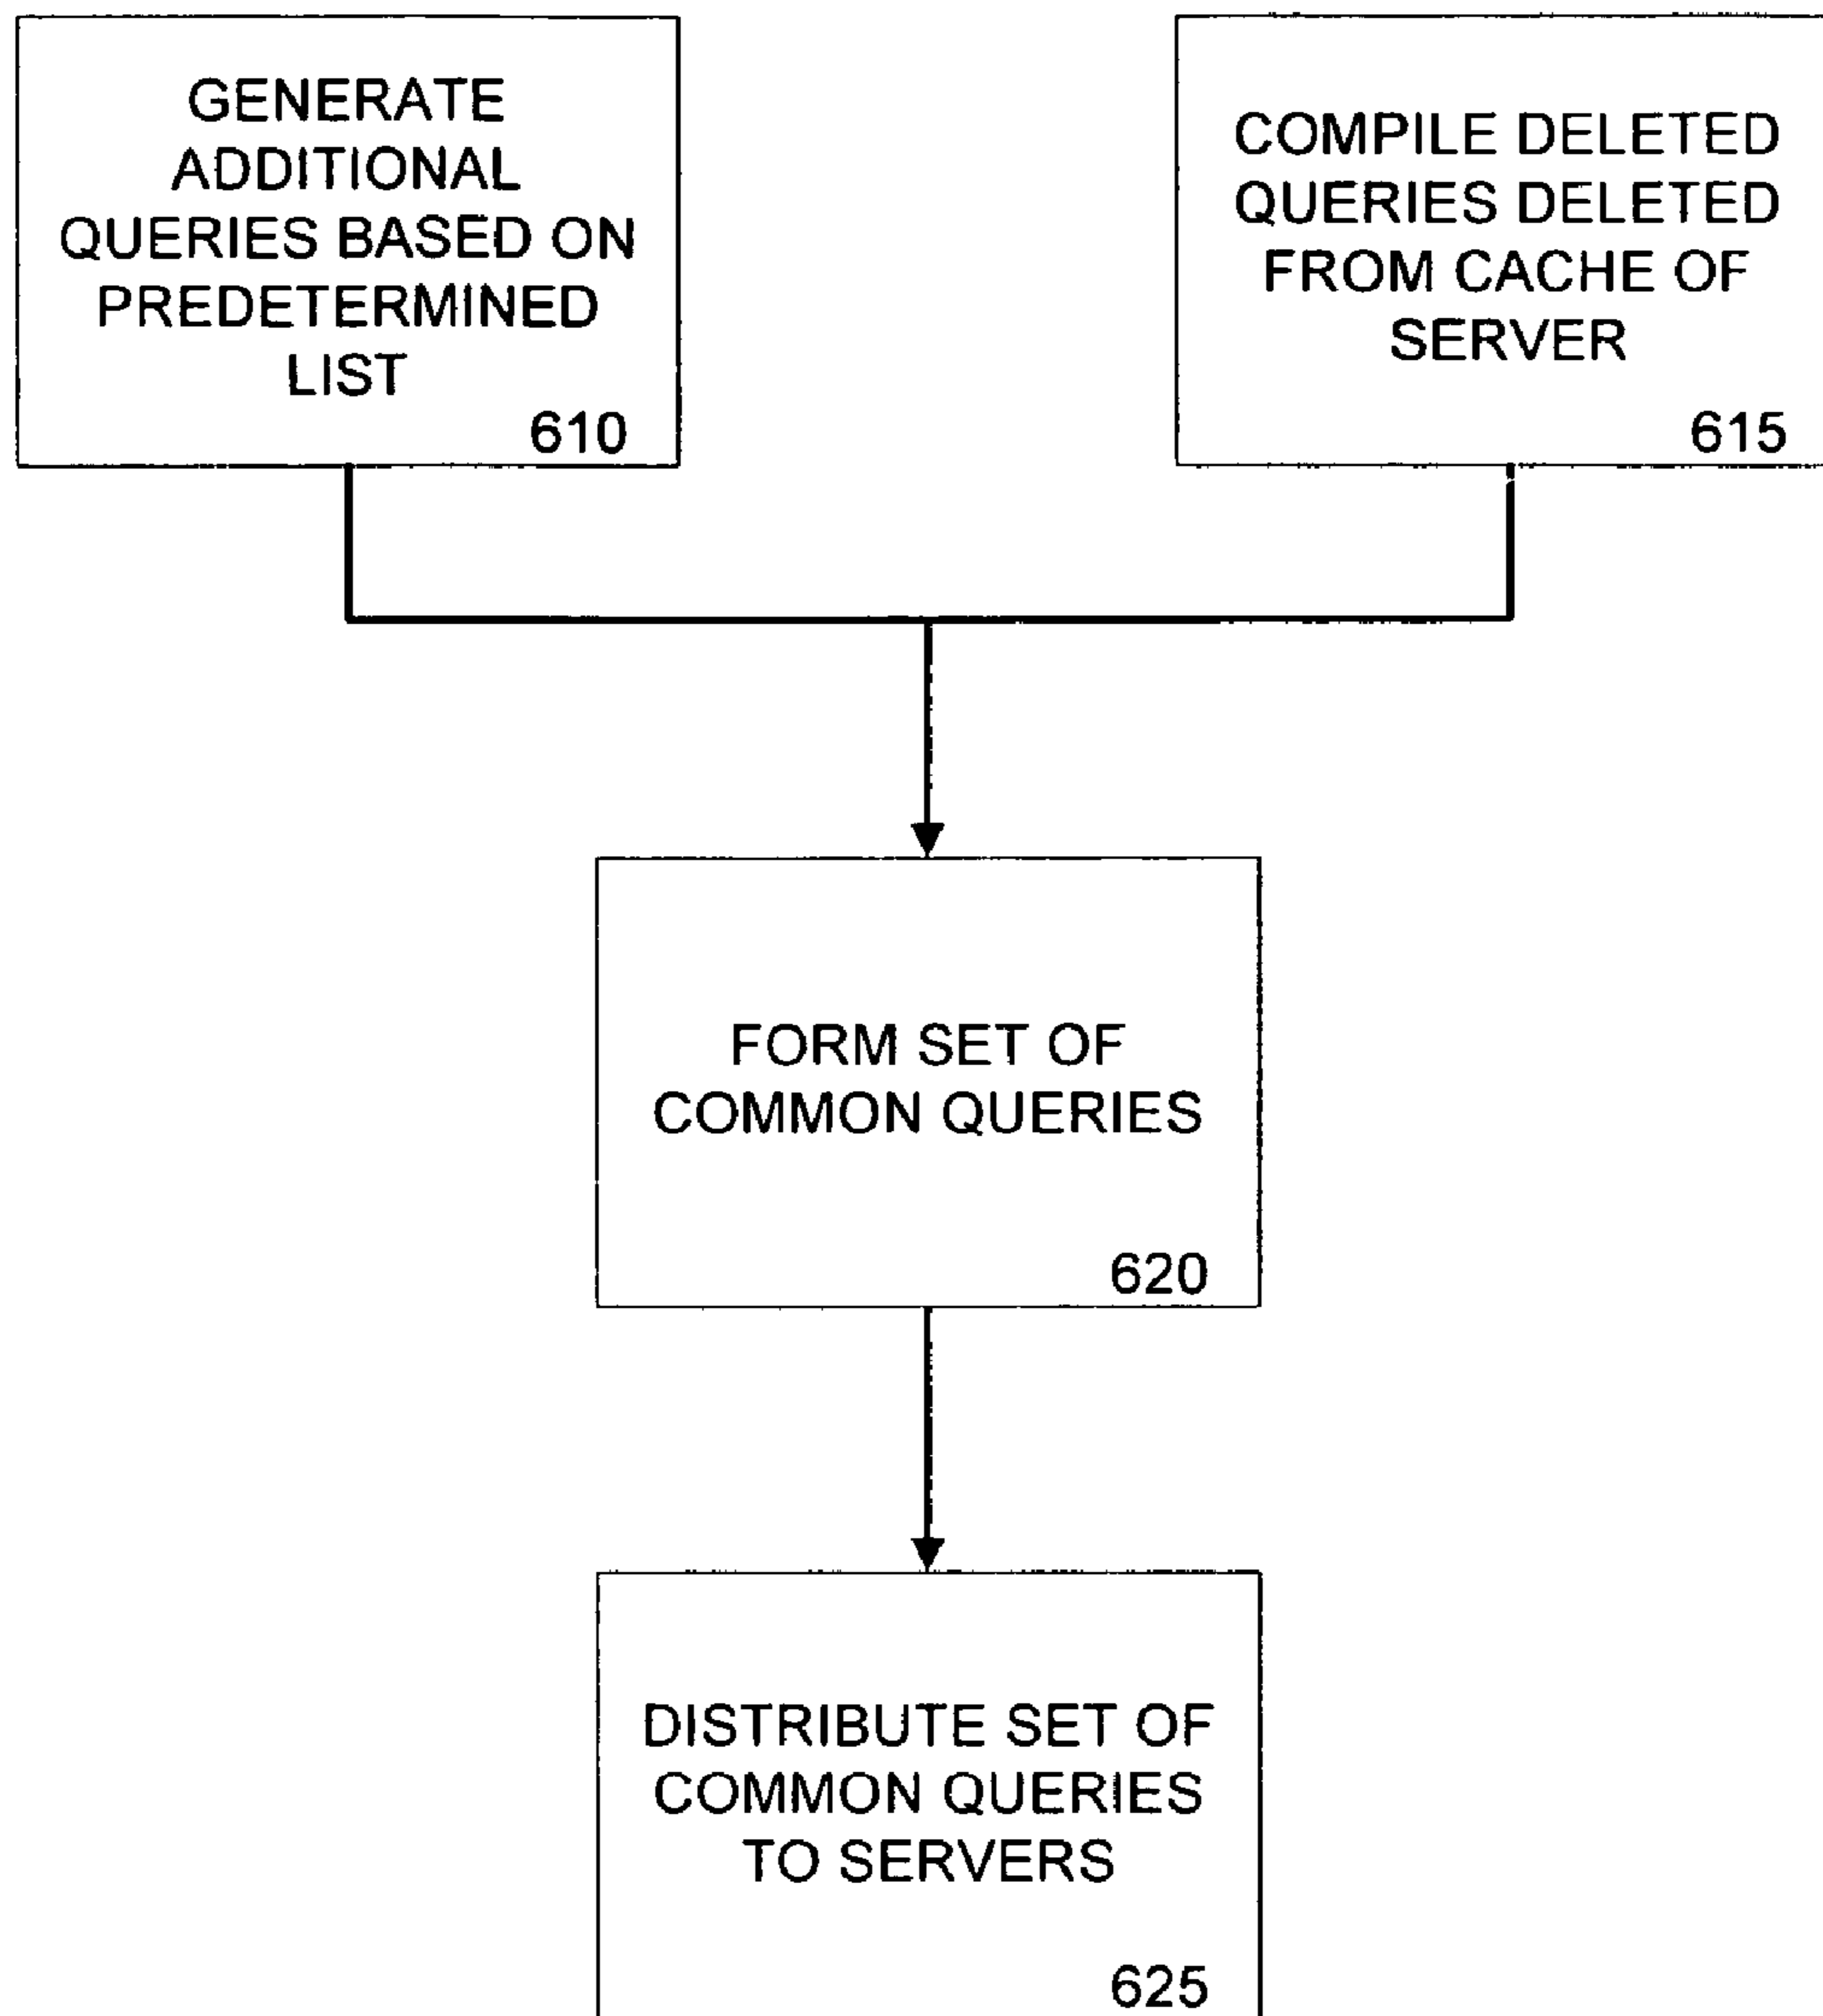 GENERATE
ADDITIONAL
QUERIES BASED ON
PREDETERMINED
LIST
610
COMPILE DELETED
QUERIES DELETED
FROM CACHE OF
SERVER
615
FORM SET OF
COMMON QUERIES
620
DISTRIBUTE SET OF
COMMON QUERIES
TO SERVERS
625